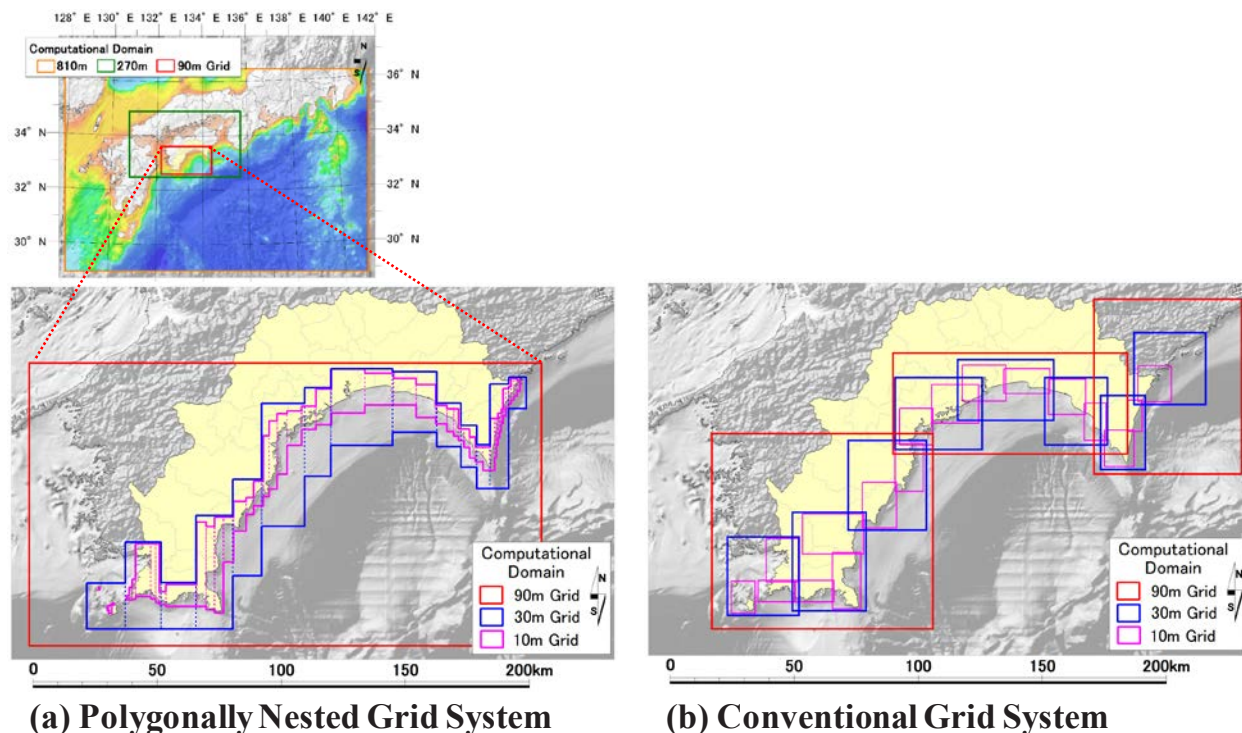 128° E 130° E 132° E 134° E 136° E 138° E 140° E 142° E
Computational Domain
810m 270m 90m Grid
N
S
36° N
34° N
34° N
32° N
32° N
30° N
30° N
Computational
Domain
90m Grid
30m Grid
10m Grid
N
S
0 50 100 150 200km
(a) Polygonally Nested Grid System
Computational
Domain
90m Grid
30m Grid
10m Grid
N
S
0 50 100 150 200km
(b) Conventional Grid System